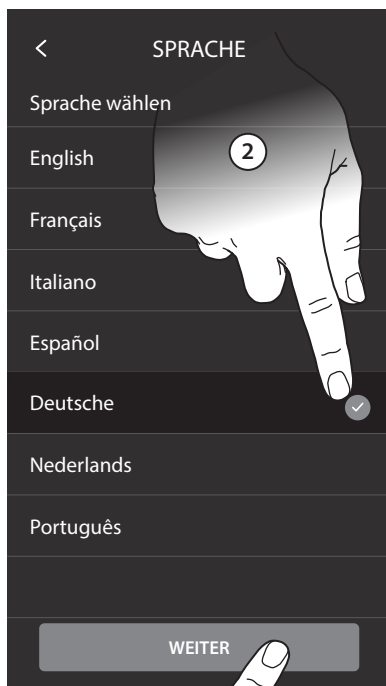 SPRACHE
Sprache wählen
English
2
Français
Italiano
Español
Deutsche
Nederlands
Português
WEITER